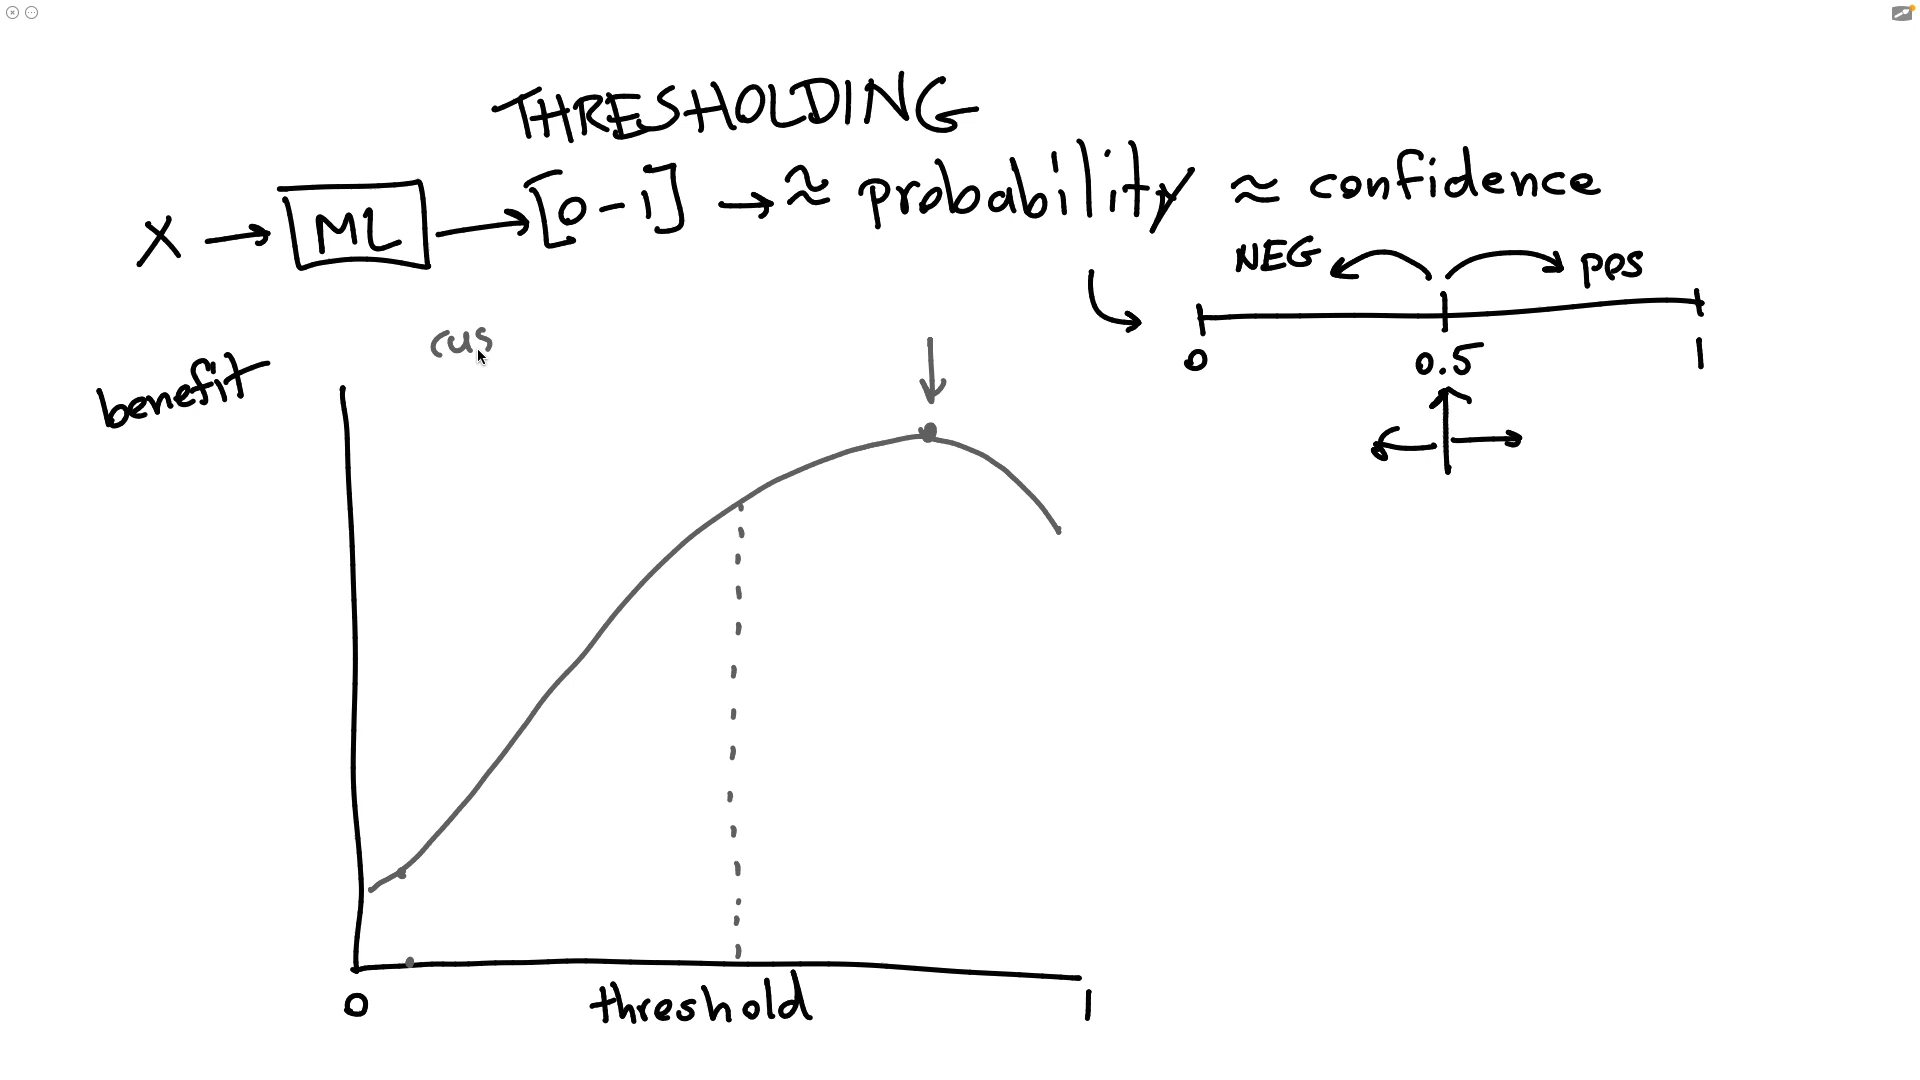 THRESHOLDING
X → ML → [0-1] → ≈ probability ≈ confidence
NEG pos
0 0.5 1
cus
benefit
0 threshold 1